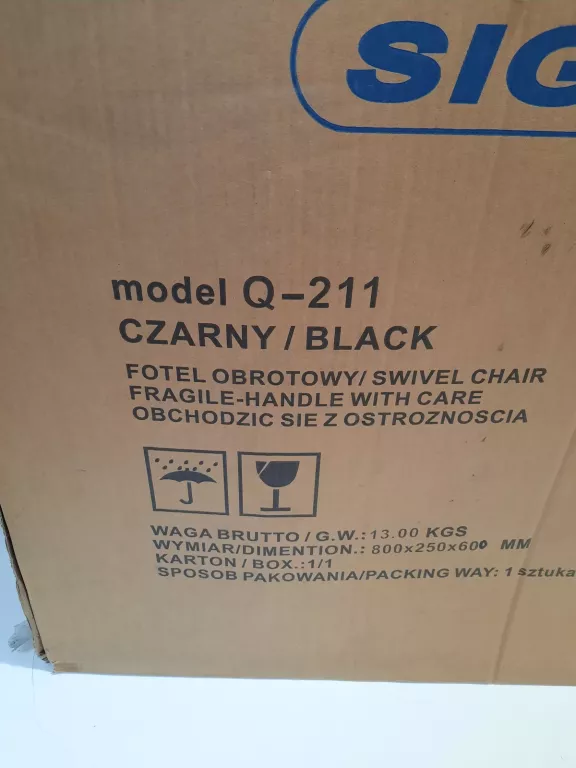 SIG
model Q-211
CZARNY / BLACK
FOTEL OBROTOWY/ SWIVEL CHAIR
FRAGILE-HANDLE WITH CARE
OBCHODZIC SIE Z OSTROZNOSCIA
WAGA BRUTTO / G.W.:13.00 KGS
WYMIAR/DIMENTION.: 800x250x600 MM
KARTON / BOX.:1/1
SPOSOB PAKOWANIA/PACKING WAY: 1 sztuka